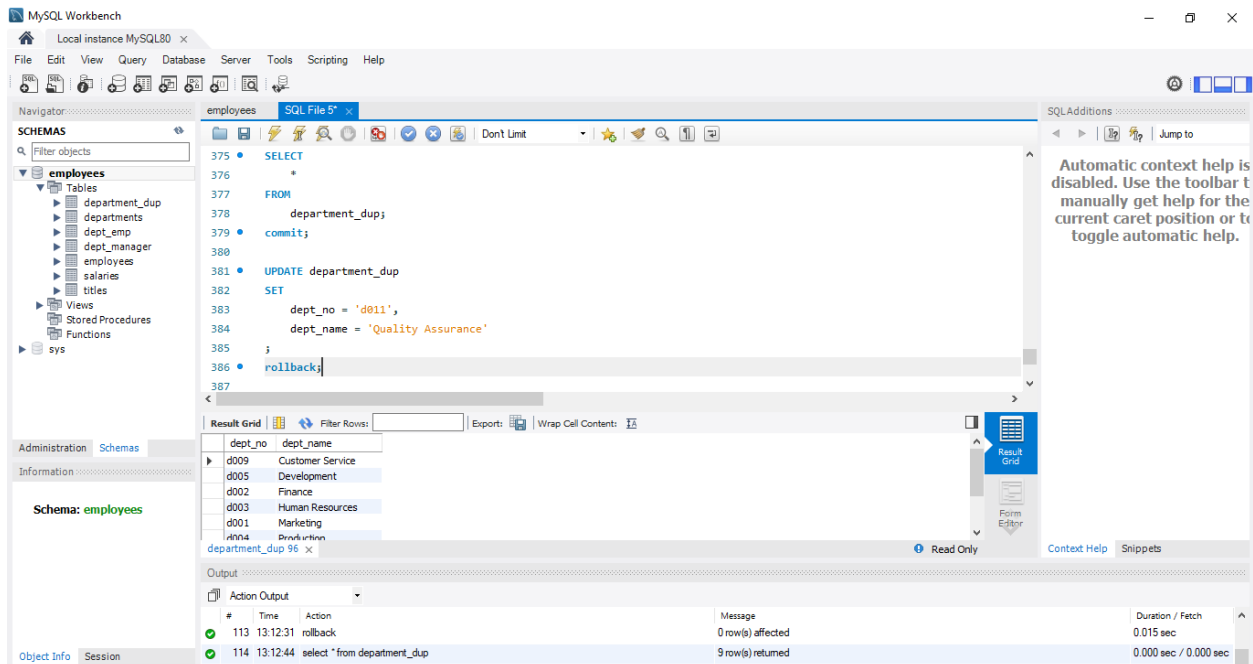 MySQL Workbench
Local instance MySQL80
File Edit View Query Database Server Tools Scripting Help
Navigator
SCHEMAS
Filter objects
employees
Tables
department_dup
departments
dept_emp
dept_manager
employees
salaries
titles
Views
Stored Procedures
Functions
sys
Administration Schemas
Information
Schema: employees
Object Info Session
employees SQL File 5*
Don't Limit
375 SELECT
376 *
377 FROM
378 department_dup;
379 commit;
380
381 UPDATE department_dup
382 SET
383 dept_no = 'd011',
384 dept_name = 'Quality Assurance'
385 ;
386 rollback;
387
Result Grid Filter Rows: Export: Wrap Cell Content:
dept_no dept_name
d009 Customer Service
d005 Development
d002 Finance
d003 Human Resources
d001 Marketing
d004 Production
Result
Grid
Form
Editor
department_dup 96 Read Only
SQLAdditions
Jump to
Automatic context help is
disabled. Use the toolbar t
manually get help for the
current caret position or to
toggle automatic help.
Context Help Snippets
Output
Action Output
# Time Action Message Duration / Fetch
113 13:12:31 rollback 0 row(s) affected 0.015 sec
114 13:12:44 select * from department_dup 9 row(s) returned 0.000 sec / 0.000 sec